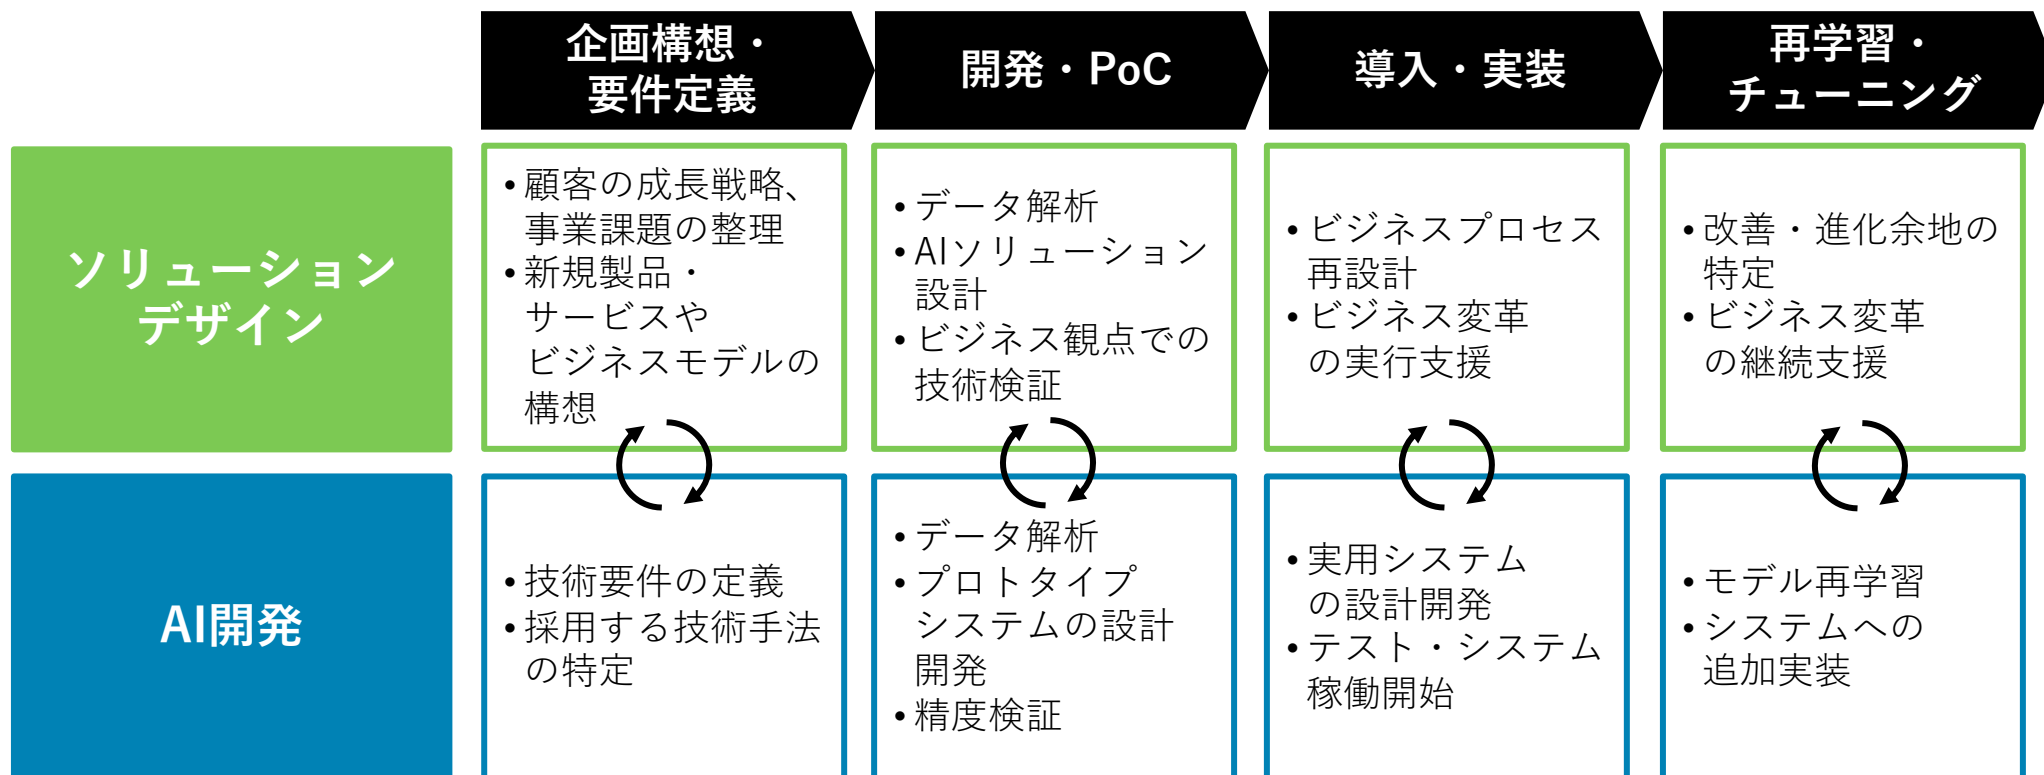 企画構想・
要件定義
開発・PoC
導入・実装
再学習・
チューニング
ソリューション
デザイン
•顧客の成長戦略、
事業課題の整理
•新規製品・
サービスや
ビジネスモデルの
構想
•データ解析
•AIソリューション
設計
•ビジネス観点での
技術検証
•ビジネスプロセス
再設計
•ビジネス変革
の実行支援
•改善・進化余地の
特定
•ビジネス変革
の継続支援
AI開発
•技術要件の定義
•採用する技術手法
の特定
•データ解析
•プロトタイプ
システムの設計
開発
•精度検証
•実用システム
の設計開発
•テスト・システム
稼働開始
•モデル再学習
•システムへの
追加実装